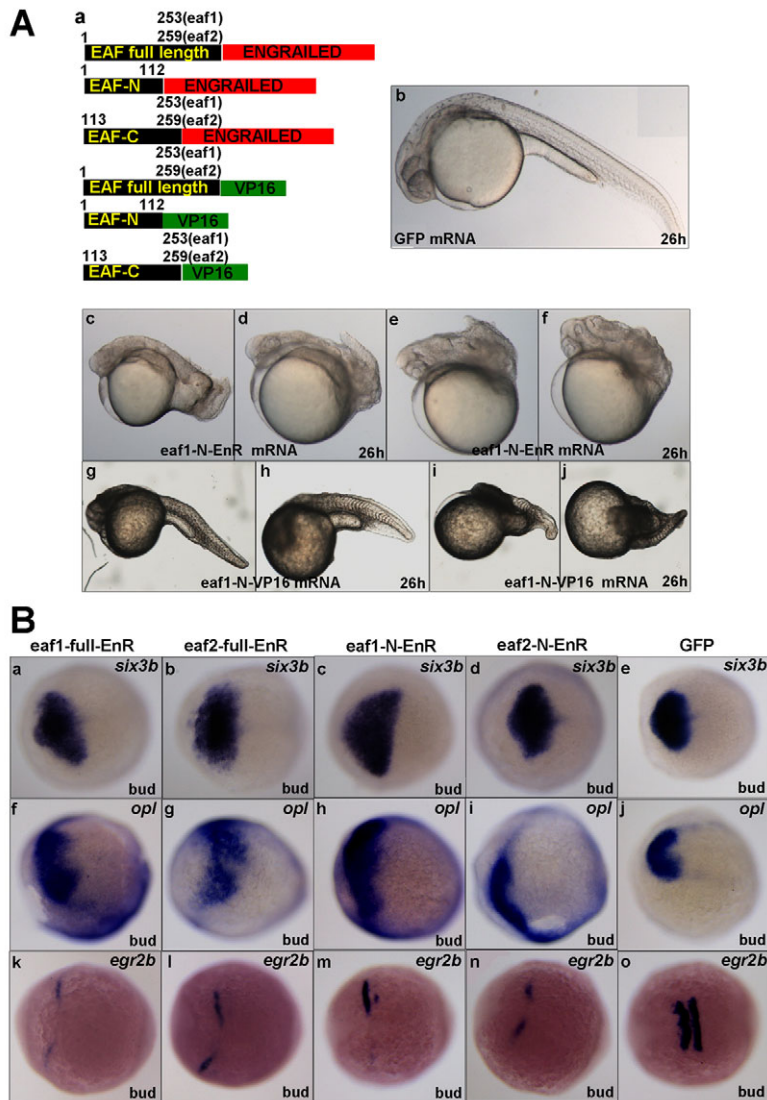 A
a
253(eaf1)
1 259(eaf2)
EAF full length ENGRAILED
1 112
EAF-N ENGRAILED
253(eaf1)
113 259(eaf2)
EAF-C ENGRAILED
253(eaf1)
1 259(eaf2)
EAF full length VP16
1 112
EAF-N VP16
253(eaf1)
113 259(eaf2)
EAF-C VP16
b
GFP mRNA 26h
c d e f
eaf1-N-EnR mRNA 26h eaf1-N-EnR mRNA 26h
g h i j
eaf1-N-VP16 mRNA 26h eaf1-N-VP16 mRNA 26h
B
eaf1-full-EnR eaf2-full-EnR eaf1-N-EnR eaf2-N-EnR GFP
a six3b b six3b c six3b d six3b e six3b
bud bud bud bud bud
f opl g opl h opl i opl j opl
bud bud bud bud bud
k egr2b l egr2b m egr2b n egr2b o egr2b
bud bud bud bud bud